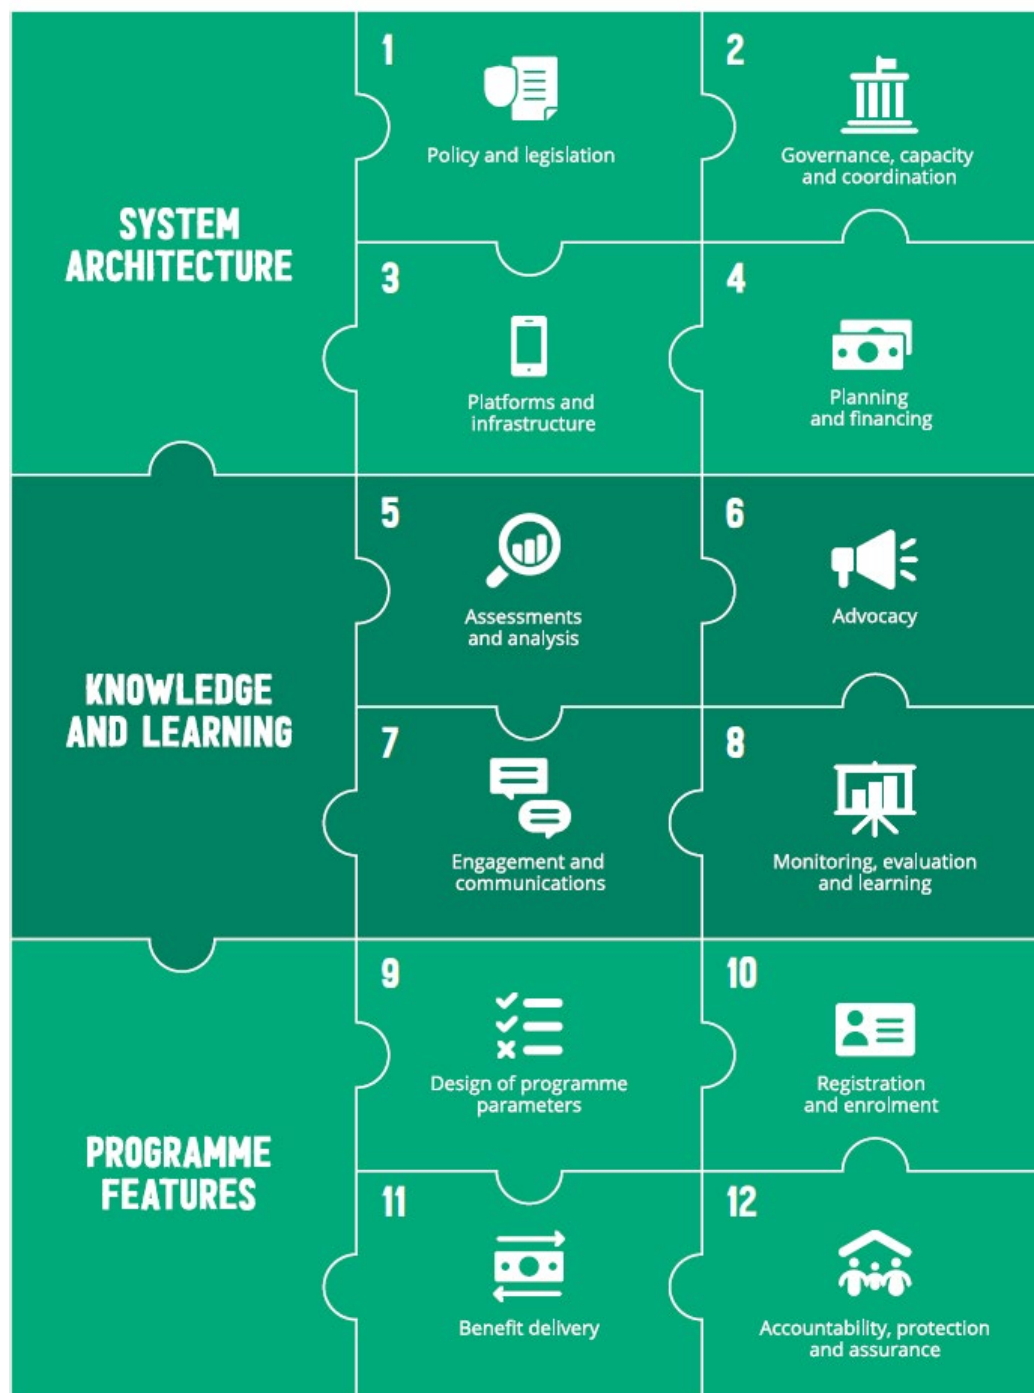 SYSTEM
ARCHITECTURE
1
Policy and legislation
2
Governance, capacity
and coordination
3
Platforms and
infrastructure
4
Planning
and financing
KNOWLEDGE
AND LEARNING
5
Assessments
and analysis
6
Advocacy
7
Engagement and
communications
8
Monitoring, evaluation
and learning
PROGRAMME
FEATURES
9
Design of programme
parameters
10
Registration
and enrolment
11
Benefit delivery
12
Accountability, protection
and assurance